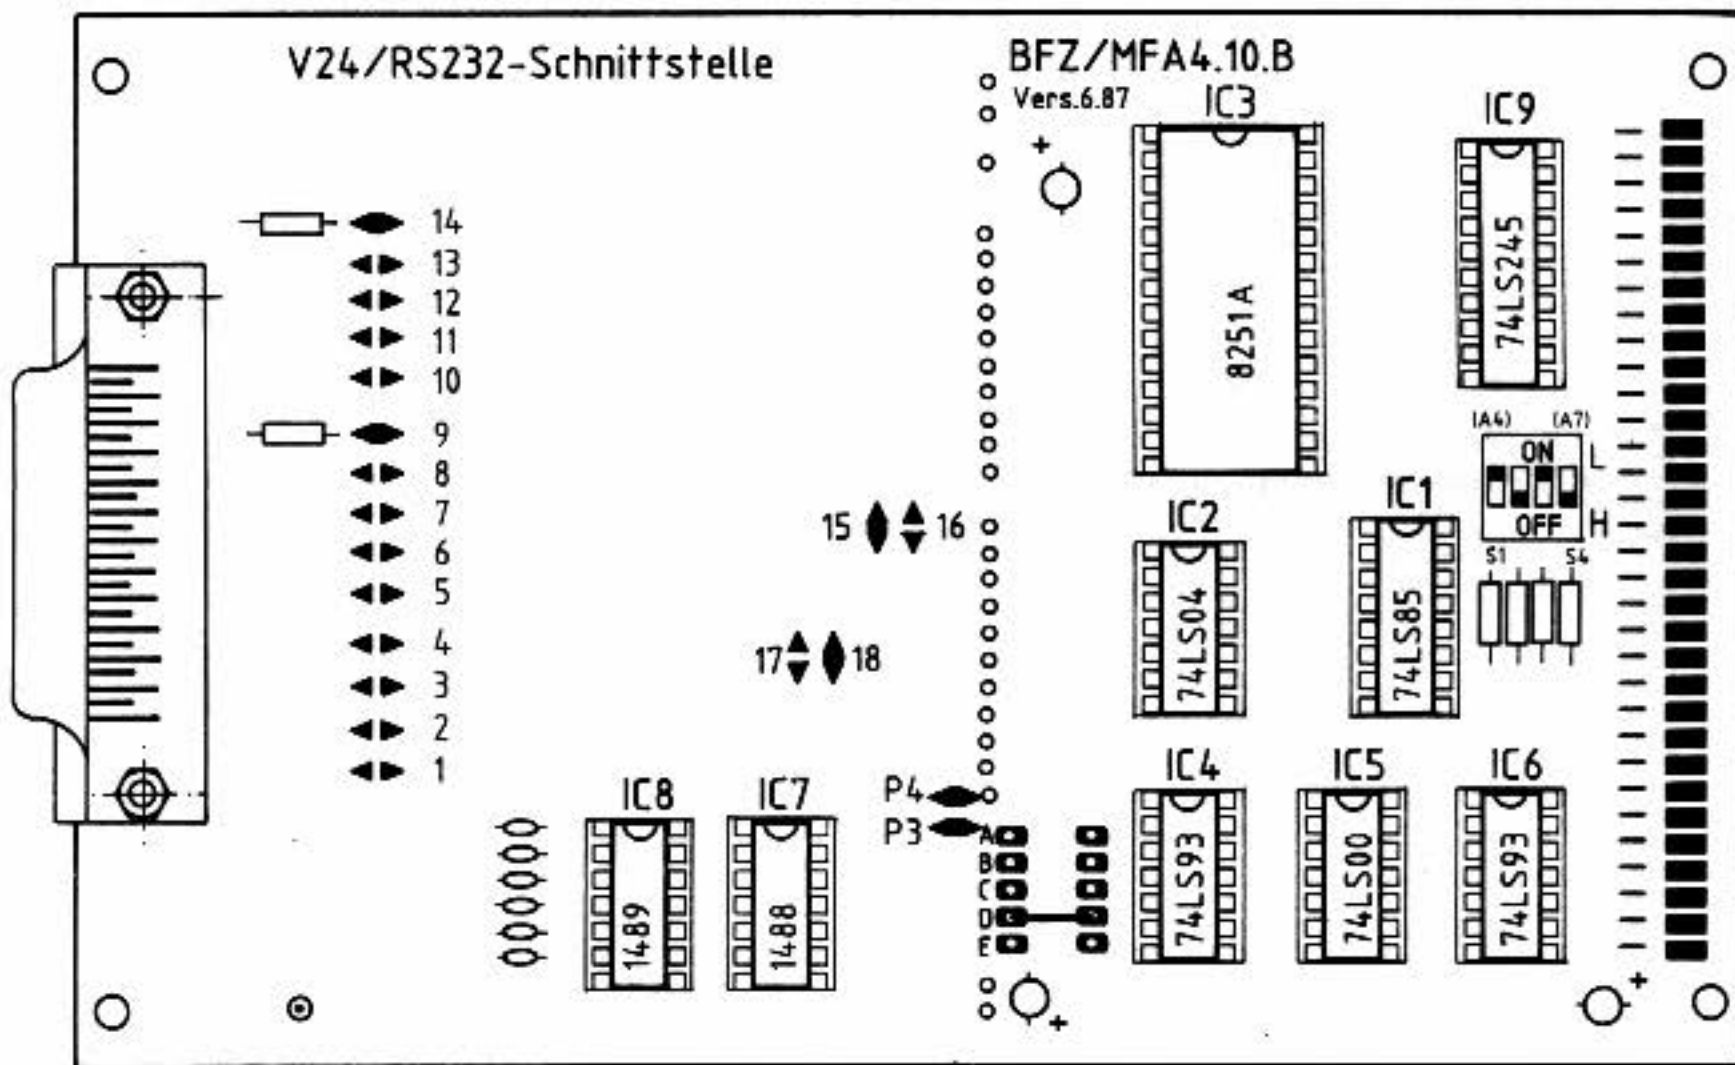 V24/RS232-Schnittstelle
BFZ/MFA4.10.B
Vers.6.87
IC3
IC9
+
14
13
12
11
10
9
8
7
6
5
4
3
2
1
8251A
74LS245
(A4) (A7)
ON
L
OFF
H
S1 S4
15 16
17 18
IC2
74LS04
IC1
74LS85
IC8
1489
IC7
1488
P4
P3
A
B
C
D
E
IC4
74LS93
IC5
74LS00
IC6
74LS93
+
+